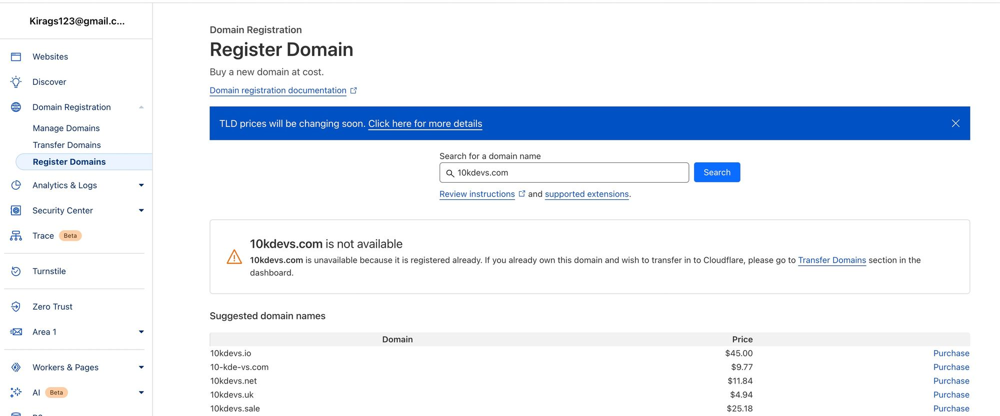 Kirags123@gmail.c...
Websites
Discover
Domain Registration
Manage Domains
Transfer Domains
Register Domains
Analytics & Logs
Security Center
Trace Beta
Turnstile
Zero Trust
Area 1
Workers & Pages
AI Beta
Domain Registration
Register Domain
Buy a new domain at cost.
Domain registration documentation
TLD prices will be changing soon. Click here for more details
Search for a domain name
10kdevs.com Search
Review instructions and supported extensions.
10kdevs.com is not available
10kdevs.com is unavailable because it is registered already. If you already own this domain and wish to transfer in to Cloudflare, please go to Transfer Domains section in the
dashboard.
Suggested domain names
Domain Price
10kdevs.io $45.00 Purchase
10-kde-vs.com $9.77 Purchase
10kdevs.net $11.84 Purchase
10kdevs.uk $4.94 Purchase
10kdevs.sale $25.18 Purchase